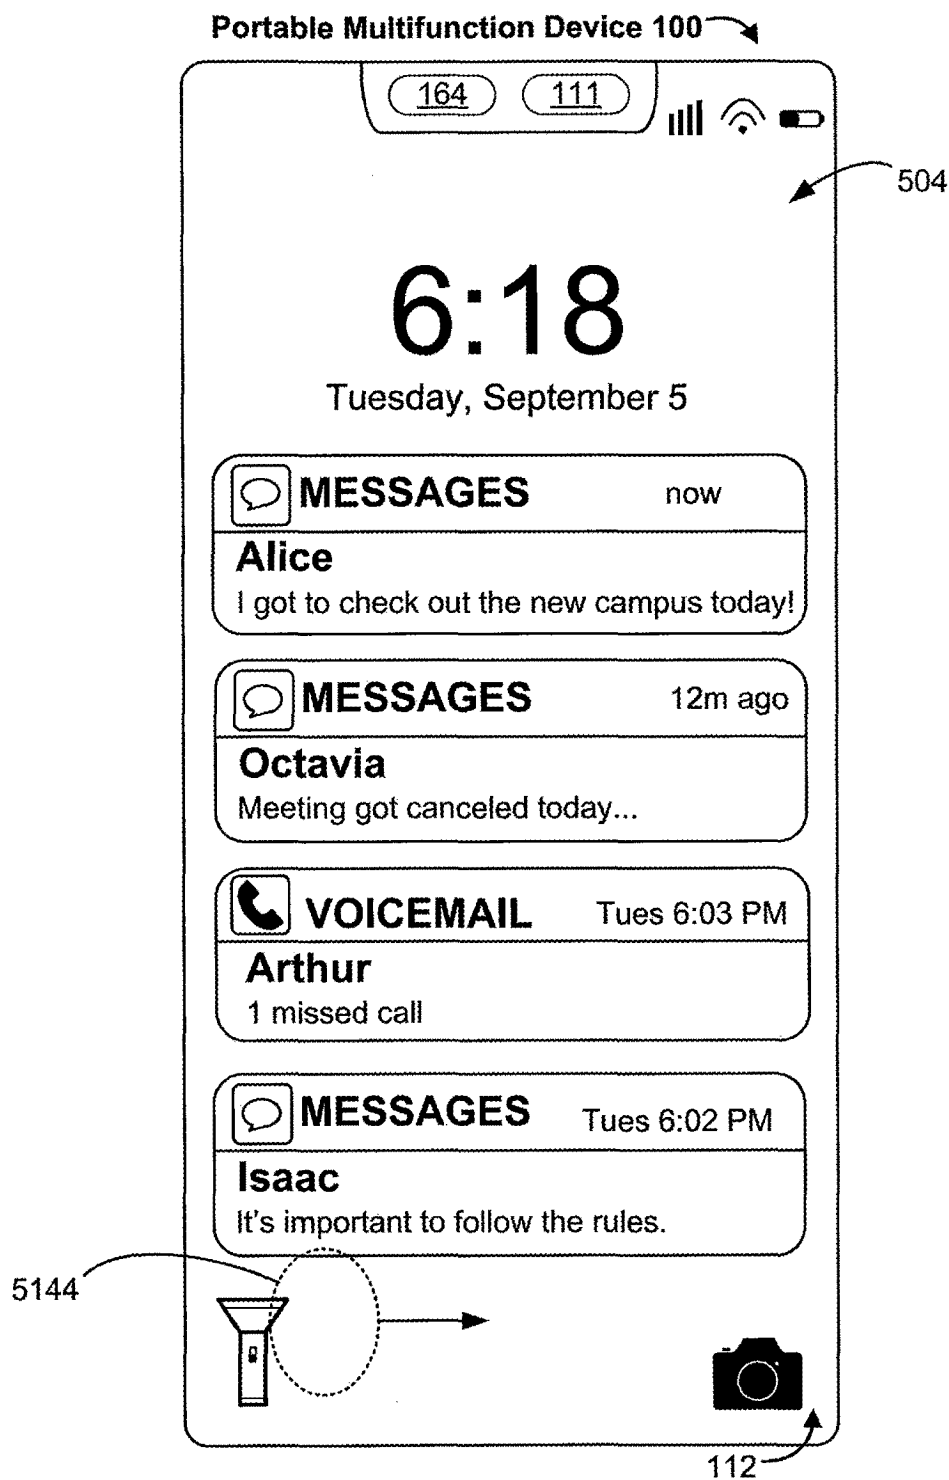 Portable Multifunction Device 100
164 111
504
6:18
Tuesday, September 5
MESSAGES now
Alice
I got to check out the new campus today!
MESSAGES 12m ago
Octavia
Meeting got canceled today...
VOICEMAIL Tues 6:03 PM
Arthur
1 missed call
MESSAGES Tues 6:02 PM
Isaac
It's important to follow the rules.
5144
112